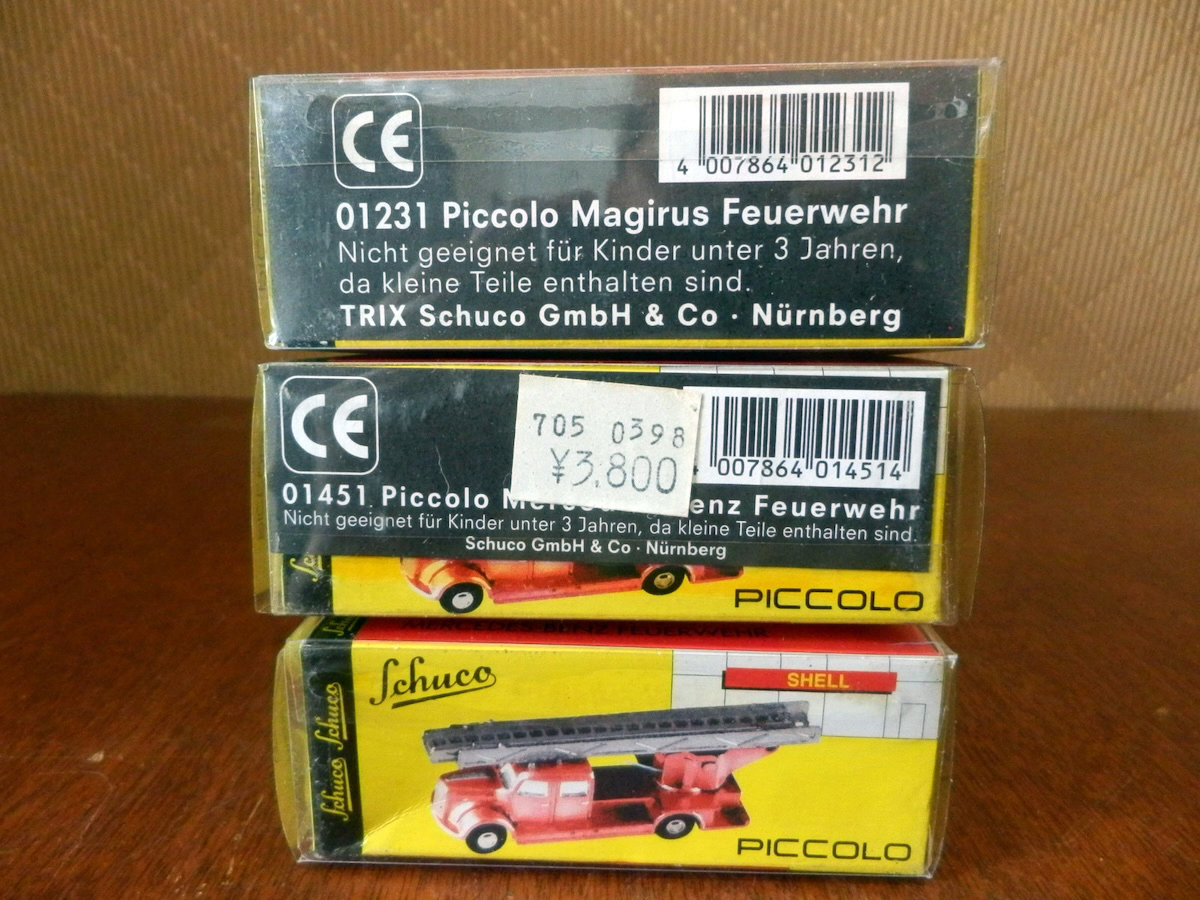 CE
4 007864 012312
01231 Piccolo Magirus Feuerwehr
Nicht geeignet für Kinder unter 3 Jahren,
da kleine Teile enthalten sind.
TRIX Schuco GmbH & Co · Nürnberg
CE
705 0398
¥3,800
007864 014514
01451 Piccolo Feuerwehr
Nicht geeignet für Kinder unter 3 Jahren, da kleine Teile enthalten sind.
Schuco GmbH & Co · Nürnberg
PICCOLO
MERCEDES-BENZ FEUERWEHR
Schuco
SHELL
Schuco Schuco
PICCOLO